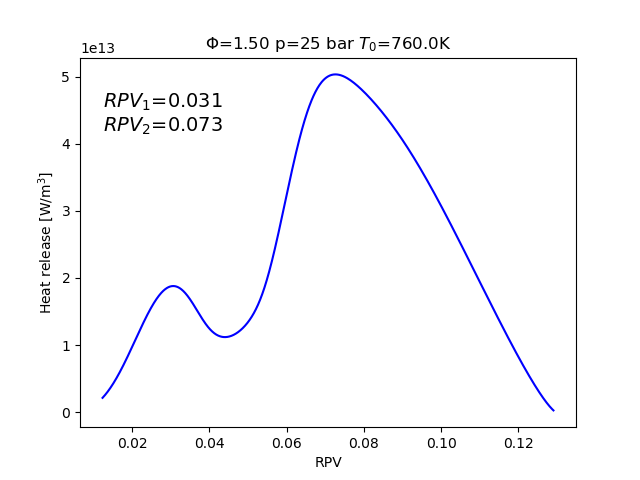 Φ=1.50 p=25 bar T₀=760.0K
1e13
RPV₁=0.031
RPV₂=0.073
Heat release [W/m³]
5
4
3
2
1
0
0.02 0.04 0.06 0.08 0.10 0.12
RPV